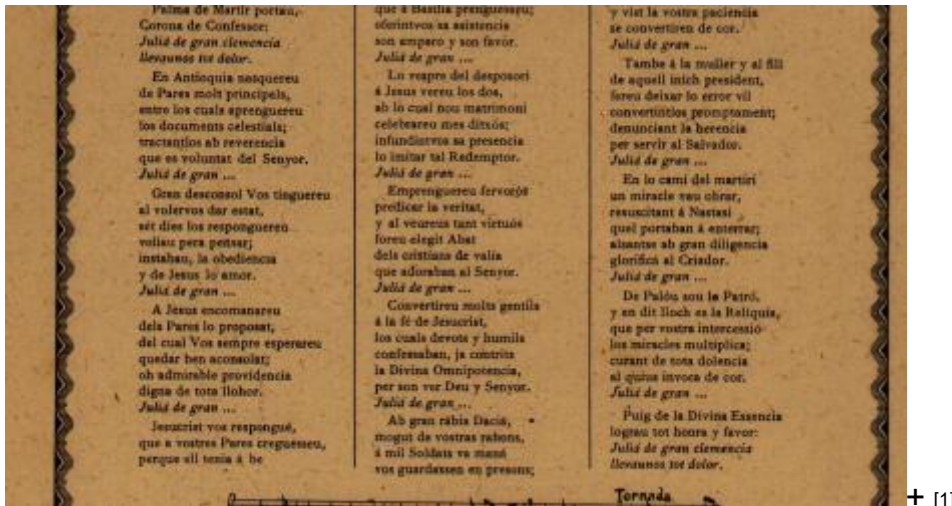 Palma de Martir portau,
Corona de Confessor;
Juliá de gran clemencia
llevaunos tot dolor.
En Antioquia nasquereu
de Pares molt principals,
entre los cuals aprenguereu
los documents celestials;
tractantlos ab reverencia
que es voluntat del Senyor.
Juliá de gran ...
Gran desconsol Vos tinguereu
al volervos dar estat,
set dies los responguereu
voliau pera pensar;
instabau, la obediencia
y de Jesus lo amor.
Juliá de gran ...
A Jesus encomanareu
dels Pares lo proposat,
del cual Vos sempre esperareu
quedar ben aconsolat;
oh admirable providencia
digna de tota llohor.
Juliá de gran ...
Jesucrist vos respongué,
que a vostres Pares creguesseu,
perque ell tenia á be
que á Basilia prenguesseu;
oferintvos sa asistencia
son amparo y son favor.
Juliá de gran ...
Lo vespre del desposori
á Jesus vereu los dos,
ab lo cual nou matrimoni
celebrareu mes ditxós;
infundintvos sa presencia
lo imitar tal Redemptor.
Juliá de gran ...
Emprenguereu fervorós
predicar la veritat,
y al veureus tant virtuós
foreu elegit Abat
dels cristians de valía
que adoraban al Senyor.
Juliá de gran ...
Convertireu molts gentils
á la fé de Jesucrist,
los cuals devots y humils
confessaban, ja contrits
la Divina Omnipotencia,
per son ver Deu y Senyor.
Juliá de gran ...
Ab gran rábia Daciá,
mogut de vostras rahons,
á mil Soldats va maná
vos guardassen en presons;
y vist la vostra paciencia
se convertiren de cor.
Juliá de gran ...
Tambe á la muller y al fill
de aquell inich president,
fereu deixar lo error vil
convertintlos promptament;
denunciant la herencia
per servir al Salvador.
Juliá de gran ...
En lo camí del martiri
un miracle vau obrar,
resuscitant á Nastasi
quel portaban á enterrar;
alsantse ab gran diligencia
glorificá al Criador.
Juliá de gran ...
De Palóu sou lo Patró,
y en dit lloch es la Reliquia,
que per vostra intercessió
los miracles multiplica;
curant de tota dolencia
al quius invoca de cor.
Juliá de gran ...
Puig de la Divina Essencia
lograu tot honra y favor:
Juliá de gran clemencia
llevaunos tot dolor.
Tornada
+ [1]